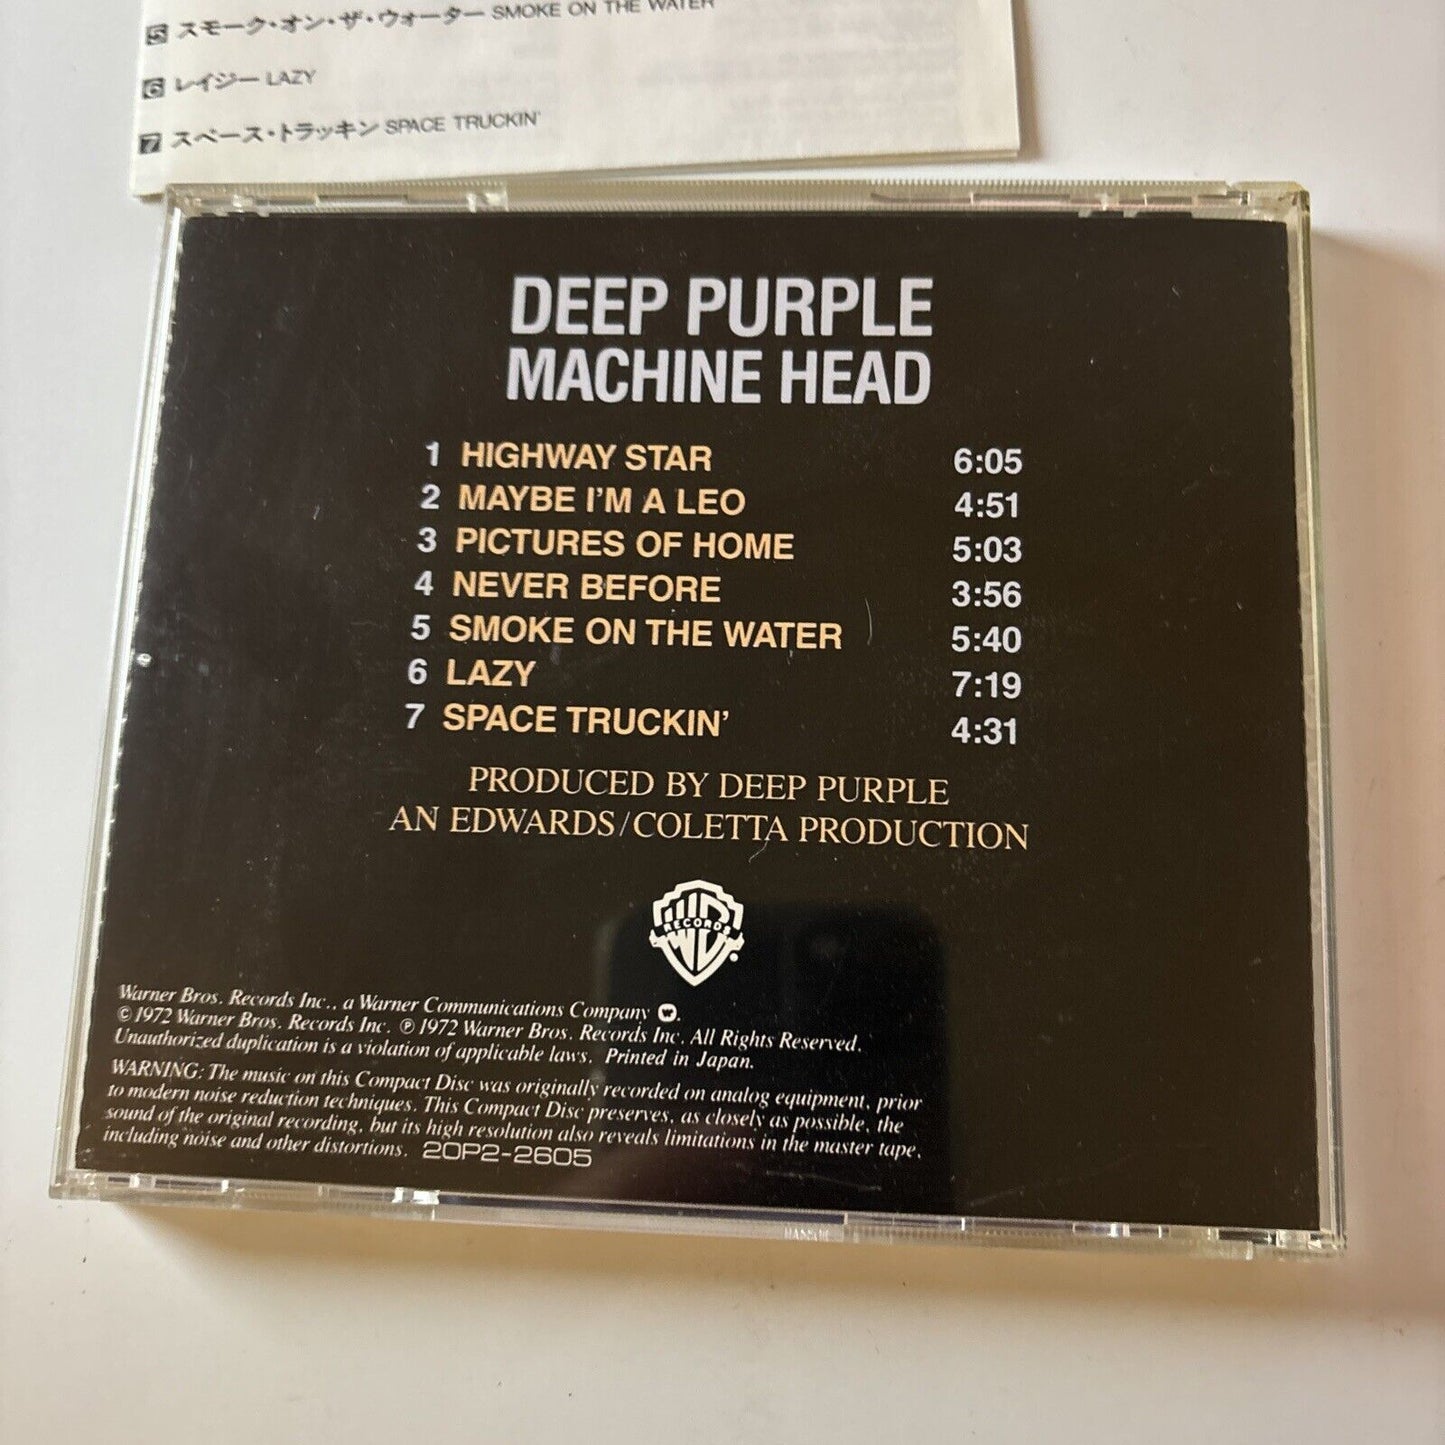 5 スモーク・オン・ザ・ウォーター SMOKE ON THE WATER
6 レイジー LAZY
7 スペース・トラッキン SPACE TRUCKIN'
DEEP PURPLE
MACHINE HEAD
1 HIGHWAY STAR 6:05
2 MAYBE I'M A LEO 4:51
3 PICTURES OF HOME 5:03
4 NEVER BEFORE 3:56
5 SMOKE ON THE WATER 5:40
6 LAZY 7:19
7 SPACE TRUCKIN' 4:31
PRODUCED BY DEEP PURPLE
AN EDWARDS/COLETTA PRODUCTION
RECORDS
Warner Bros. Records Inc., a Warner Communications Company.
© 1972 Warner Bros. Records Inc. ℗ 1972 Warner Bros. Records Inc. All Rights Reserved.
Unauthorized duplication is a violation of applicable laws. Printed in Japan.
WARNING: The music on this Compact Disc was originally recorded on analog equipment, prior
to modern noise reduction techniques. This Compact Disc preserves, as closely as possible, the
sound of the original recording, but its high resolution also reveals limitations in the master tape,
including noise and other distortions. 20P2-2605